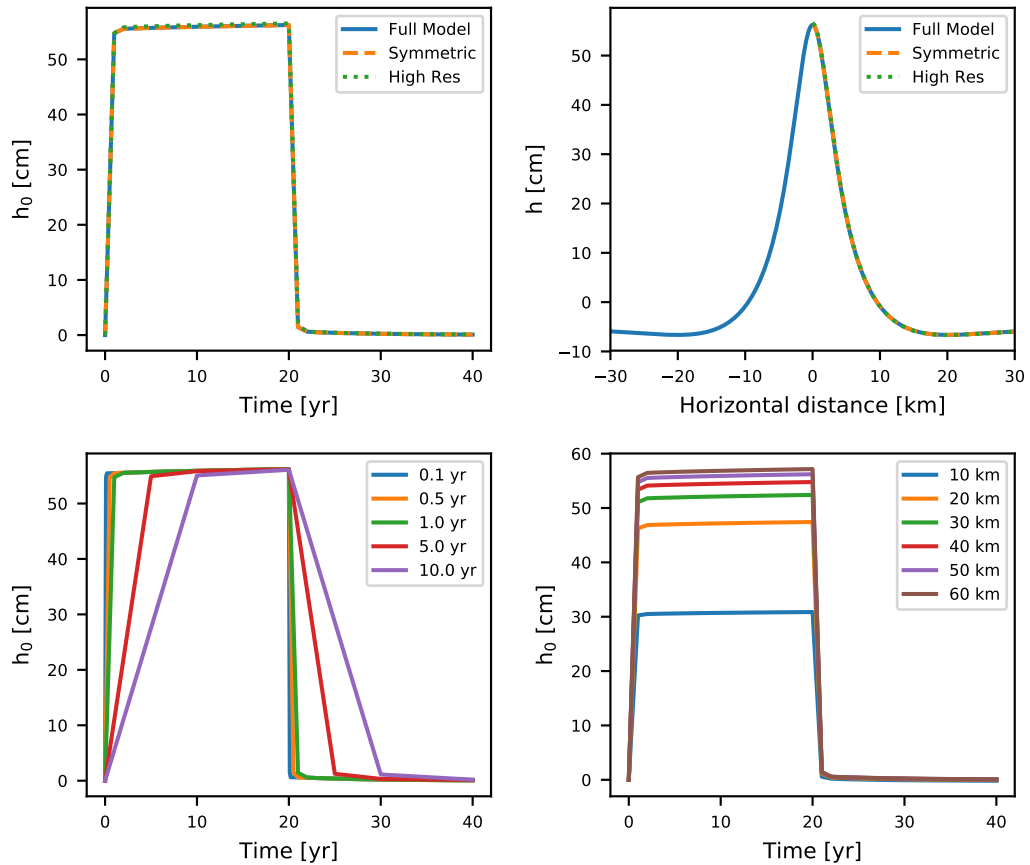 h₀ [cm]
50
40
30
20
10
0
Full Model
Symmetric
High Res
0 10 20 30 40
Time [yr]
h [cm]
50
40
30
20
10
0
−10
Full Model
Symmetric
High Res
−30 −20 −10 0 10 20 30
Horizontal distance [km]
h₀ [cm]
50
40
30
20
10
0
0.1 yr
0.5 yr
1.0 yr
5.0 yr
10.0 yr
0 10 20 30 40
Time [yr]
h₀ [cm]
60
50
40
30
20
10
0
10 km
20 km
30 km
40 km
50 km
60 km
0 10 20 30 40
Time [yr]